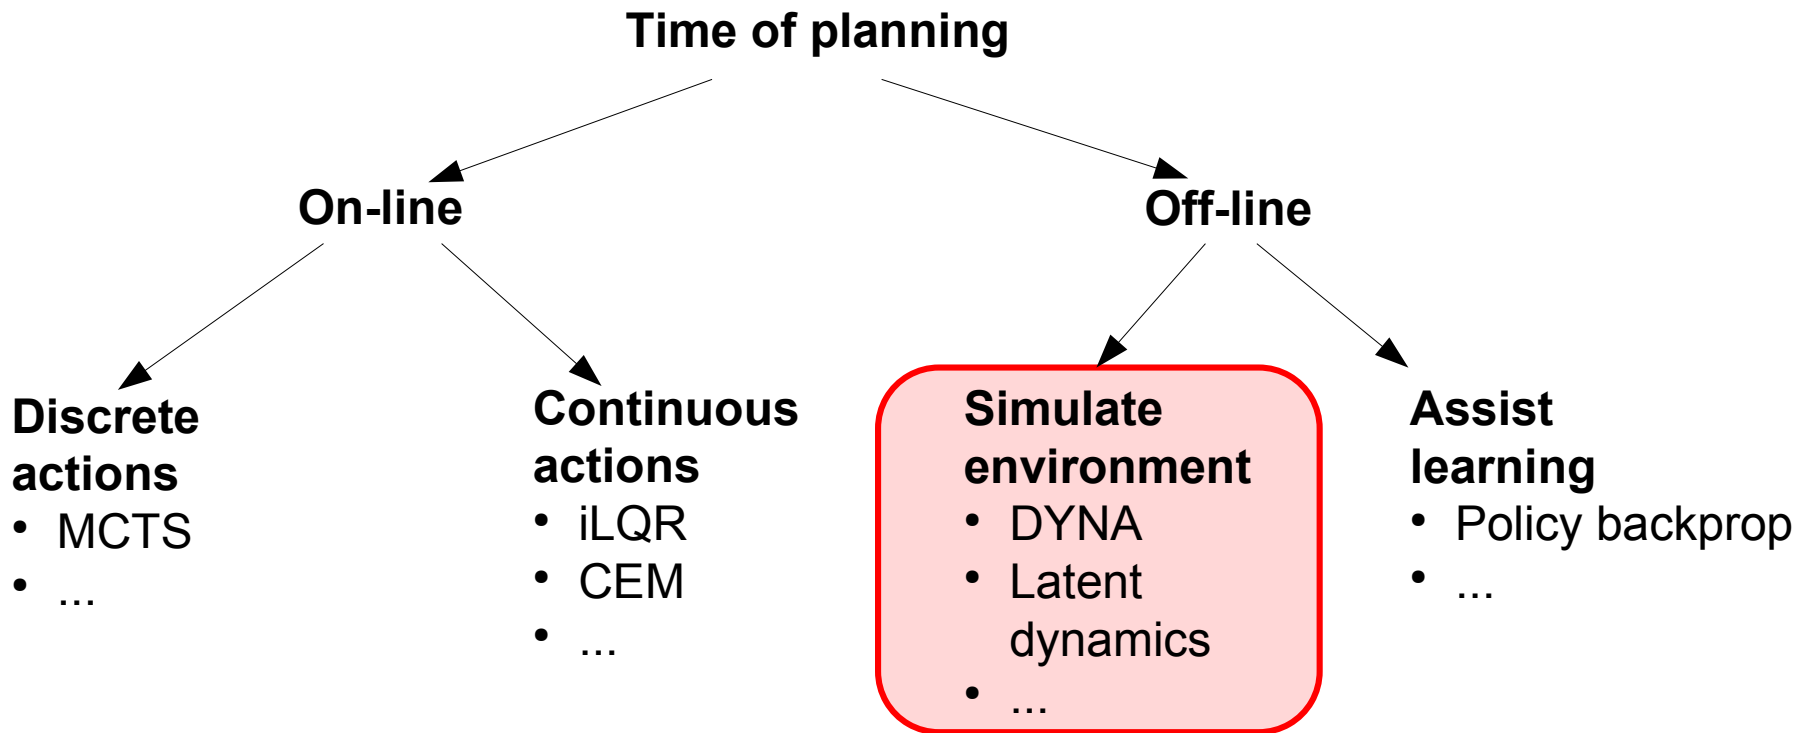 Time of planning
On-line
Off-line
Discrete
actions
• MCTS
• ...
Continuous
actions
• iLQR
• CEM
• ...
Simulate
environment
• DYNA
• Latent
dynamics
• ...
Assist
learning
• Policy backprop
• ...